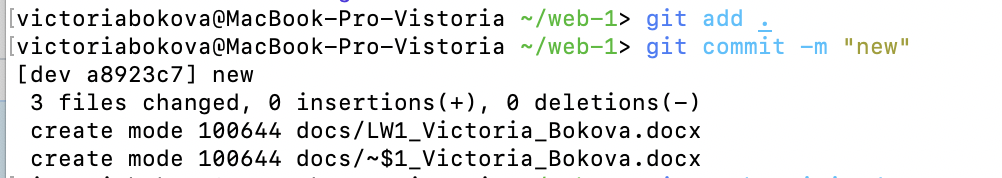 [victoriabokova@MacBook-Pro-Vistoria ~/web-1> git add .
[victoriabokova@MacBook-Pro-Vistoria ~/web-1> git commit -m "new"
[dev a8923c7] new
3 files changed, 0 insertions(+), 0 deletions(-)
create mode 100644 docs/LW1_Victoria_Bokova.docx
create mode 100644 docs/~$1_Victoria_Bokova.docx